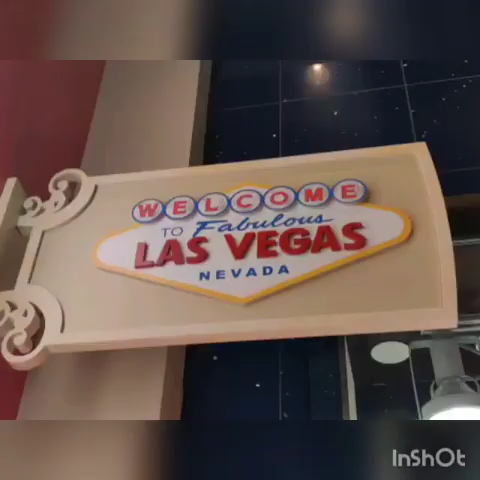 WELCOME
TO Fabulous
LAS VEGAS
NEVADA
InShOt